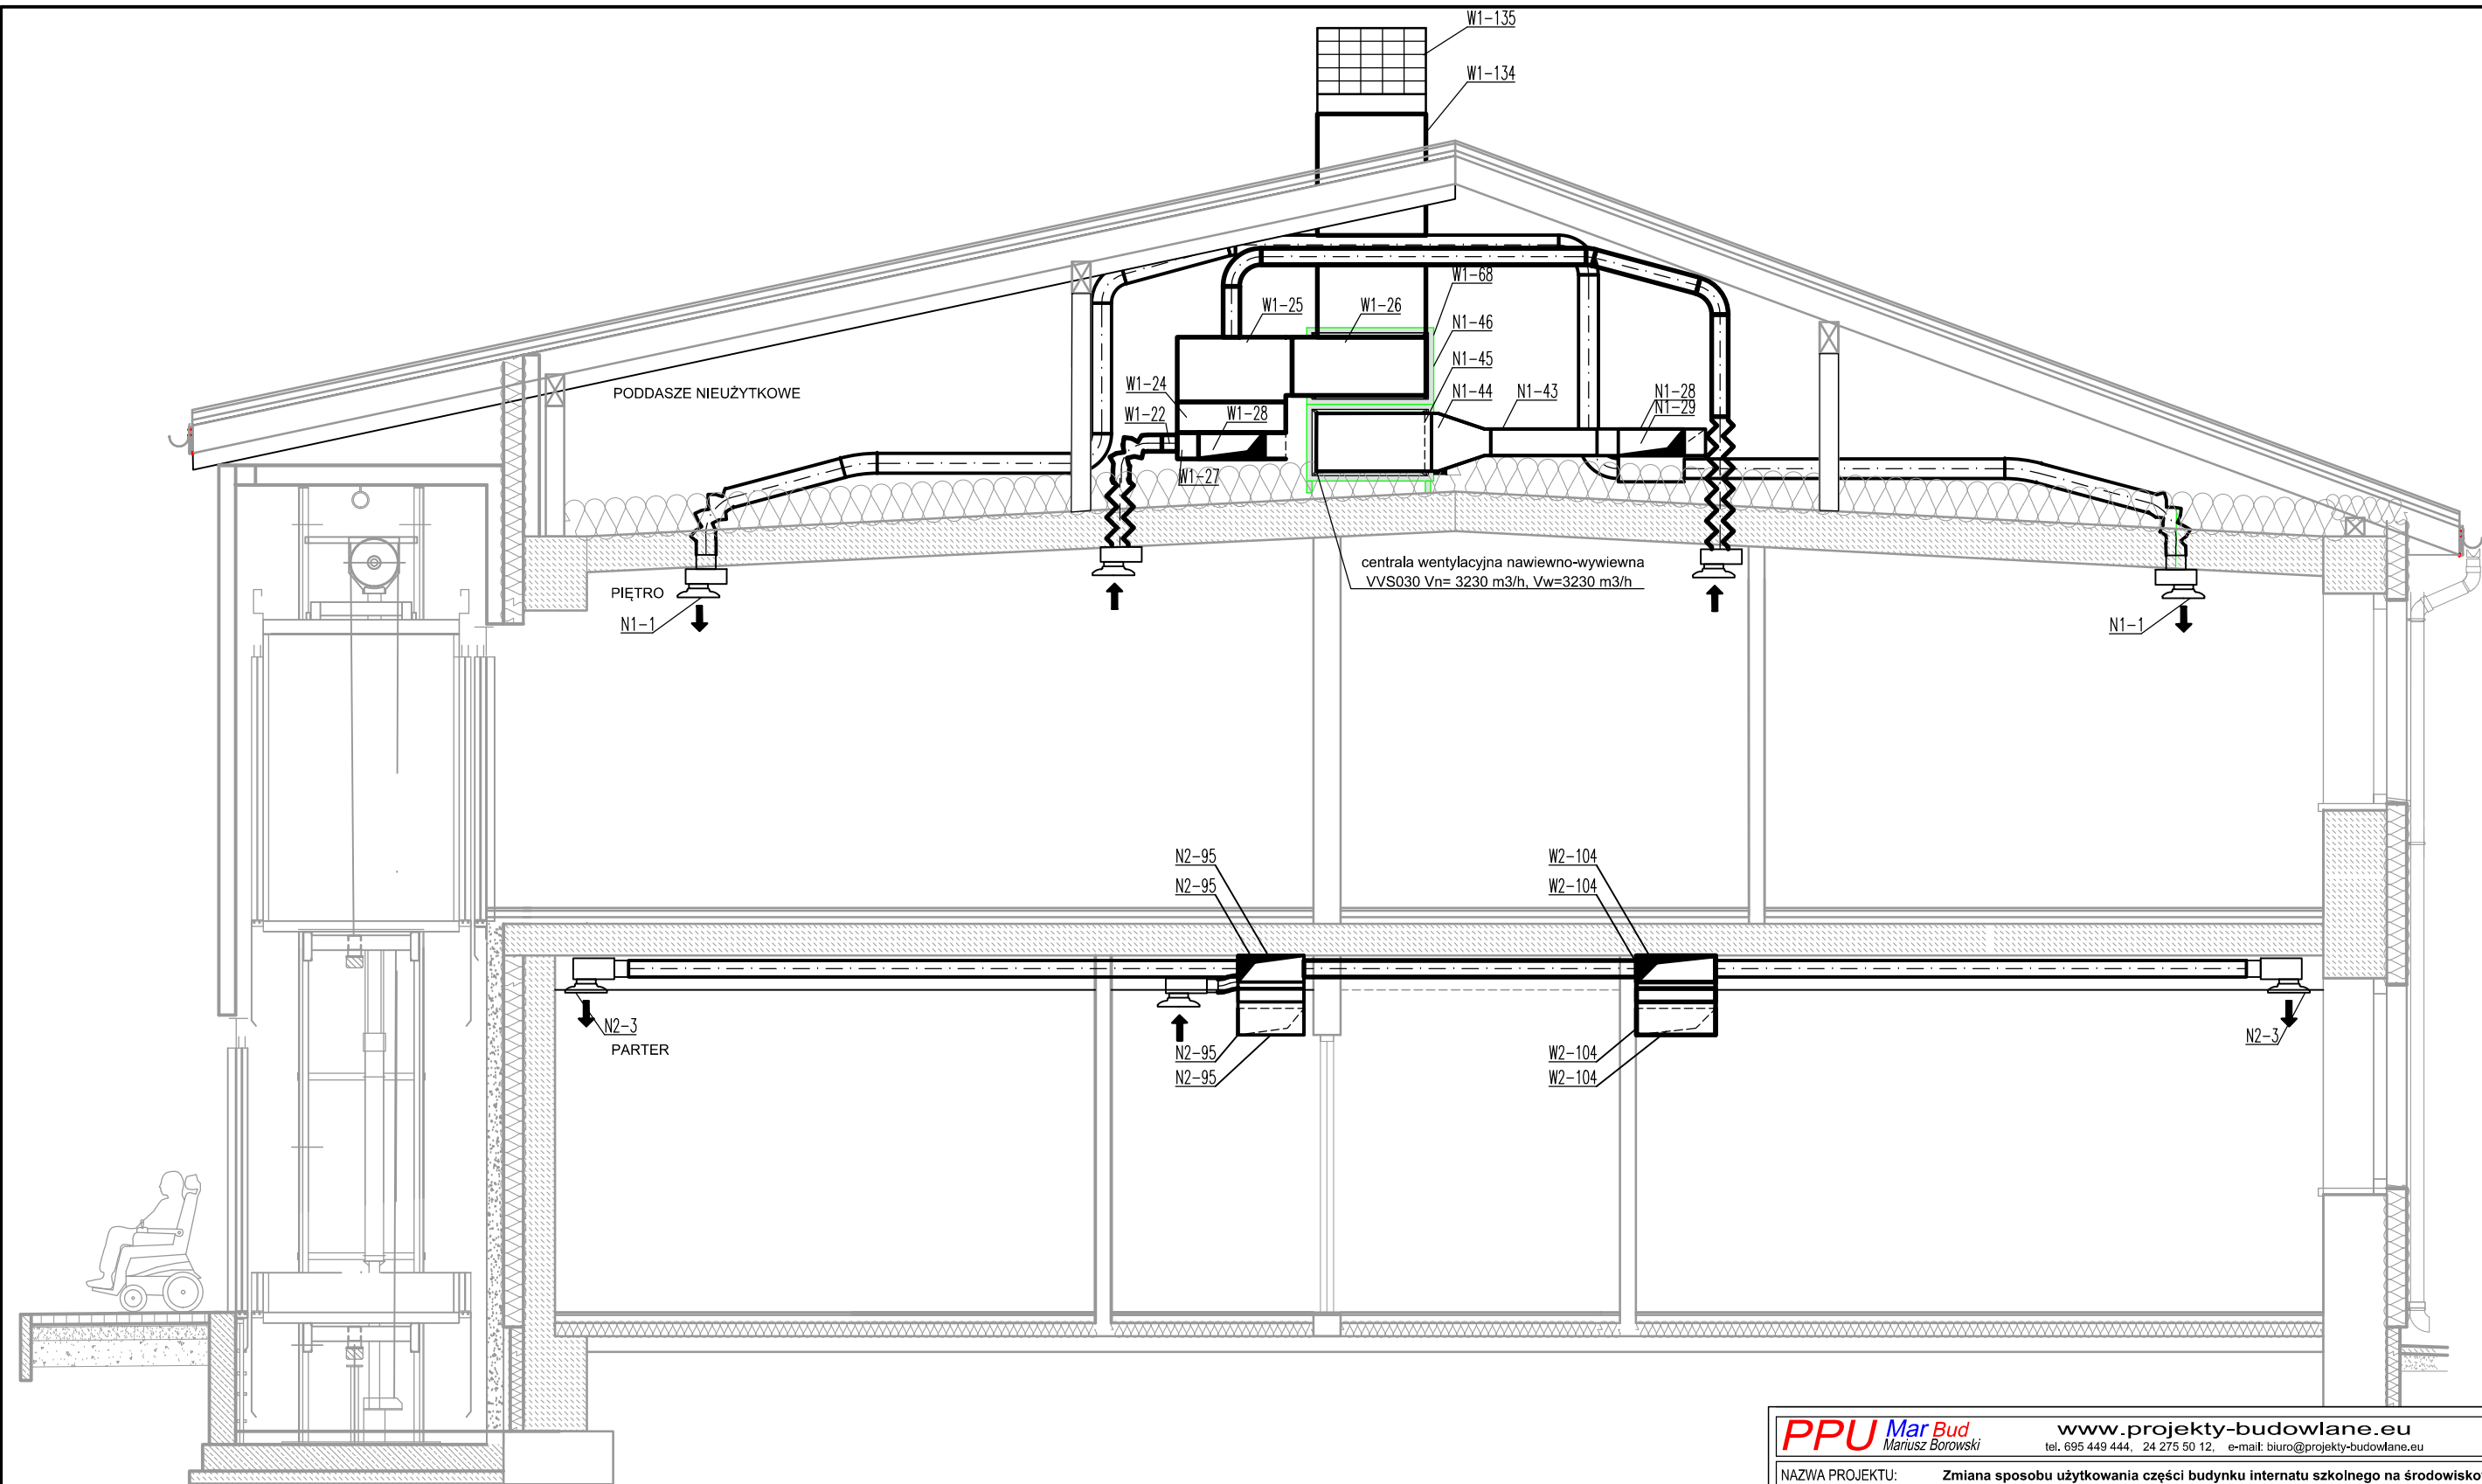 W1-135
W1-134
W1-68
W1-25
W1-26
N1-46
N1-45
W1-24
N1-44
N1-43
N1-28
PODDASZE NIEUŻYTKOWE
N1-29
W1-22
W1-28
W1-27
centrala wentylacyjna nawiewno-wywiewna
VVS030 Vn= 3230 m3/h, Vw=3230 m3/h
PIĘTRO
N1-1
N1-1
N2-95
W2-104
N2-95
W2-104
N2-3
PARTER
N2-95
W2-104
N2-3
N2-95
W2-104
PPU Mar Bud
Mariusz Borowski
www.projekty-budowlane.eu
tel. 695 449 444, 24 275 50 12, e-mail: biuro@projekty-budowlane.eu
NAZWA PROJEKTU: Zmiana sposobu użytkowania części budynku internatu szkolnego na środowisko